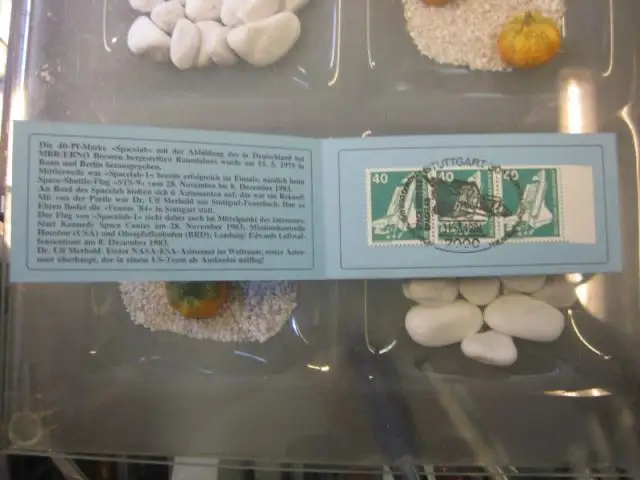 Die 40-Pf-Marke «Spacelab» mit der Abbildung des in Deutschland bei
MBB/ERNO Bremen hergestellten Raumlabors wurde am 15. 5. 1975 in
Bonn und Berlin herausgegeben.
Mittlerweile war «Spacelab-1» bereits erfolgreich im Einsatz, nämlich beim
Space-Shuttle-Flug «STS-9» vom 28. November bis 8. Dezember 1983.
An Bord des Spacelab hielten sich 6 Astronauten auf; das war ein Rekord!
Mit von der Partie war Dr. Ulf Merbold aus Stuttgart-Feuerbach. Ihm zu
Ehren findet die «'84» in Stuttgart statt.
Der Flug von «Spacelab-1» steht daher auch im Mittelpunkt des Interesses.
Start Kennedy Space Center am 28. November 1983; Missionskontrolle
Houston (USA) und Oberpfaffenhofen (BRD); Landung: Edwards
am 8. Dezember 1983.
Dr. Ulf Merbold: Erster NASA-ESA-Astronaut im Weltraum; erster Astro-
naut überhaupt, der in einem US-Team als Ausländer mitflog!
STUTTGART
40
40
40
7000